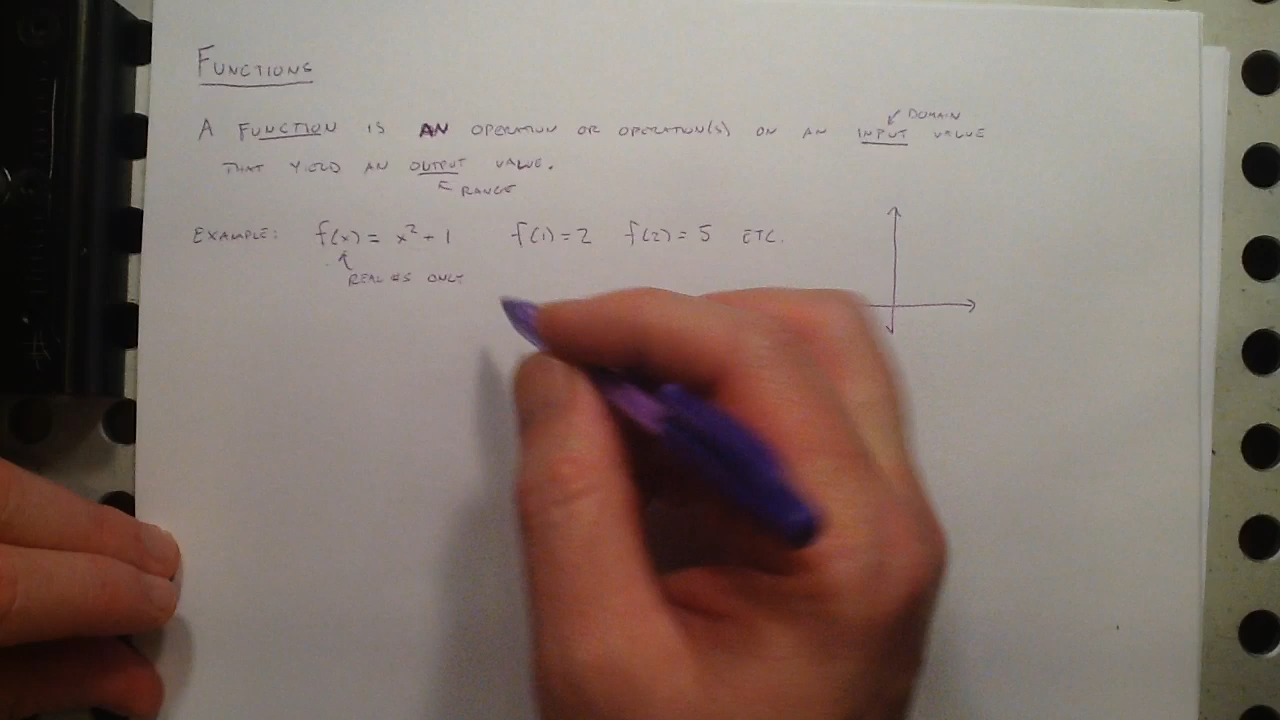 FUNCTIONS
↙ DOMAIN
A FUNCTION IS AN OPERATION OR OPERATION(S) ON AN INPUT VALUE
THAT YIELD AN OUTPUT VALUE.
RANGE
EXAMPLE: f(x) = x² + 1 f(1) = 2 f(2) = 5 ETC.
REAL #S ONLY